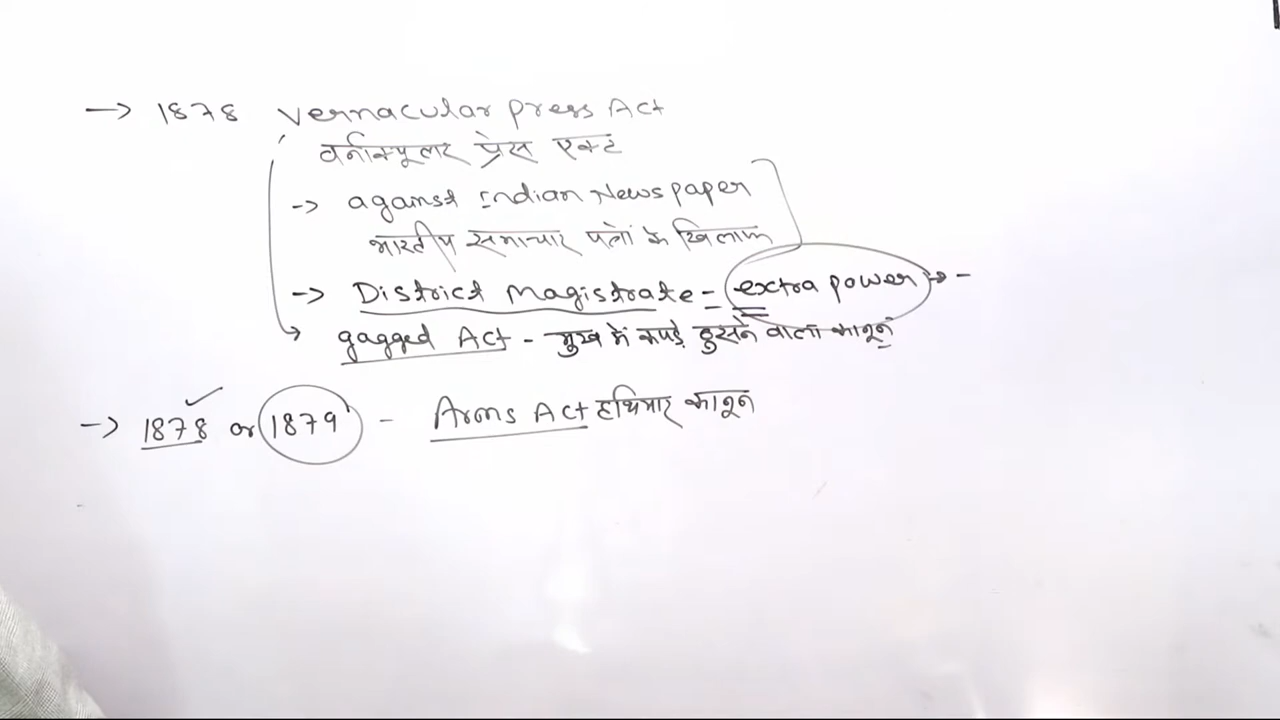 → 1878 Vernacular press Act
वर्नाक्यूलर प्रेस एक्ट
→ against Indian News paper
भारतीय समाचार पत्रों के खिलाफ
→ District Magistrate = extra power → -
gagged Act - मुख में कपड़े ठुसने वाला कानून
→ 1878 or 1879 - Arms Act हथियार कानून